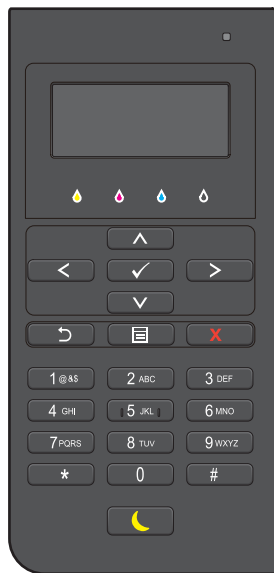 X
1 @&$ 2 ABC 3 DEF
4 GHI 5 JKL 6 MNO
7 PQRS 8 TUV 9 WXYZ
* 0 #